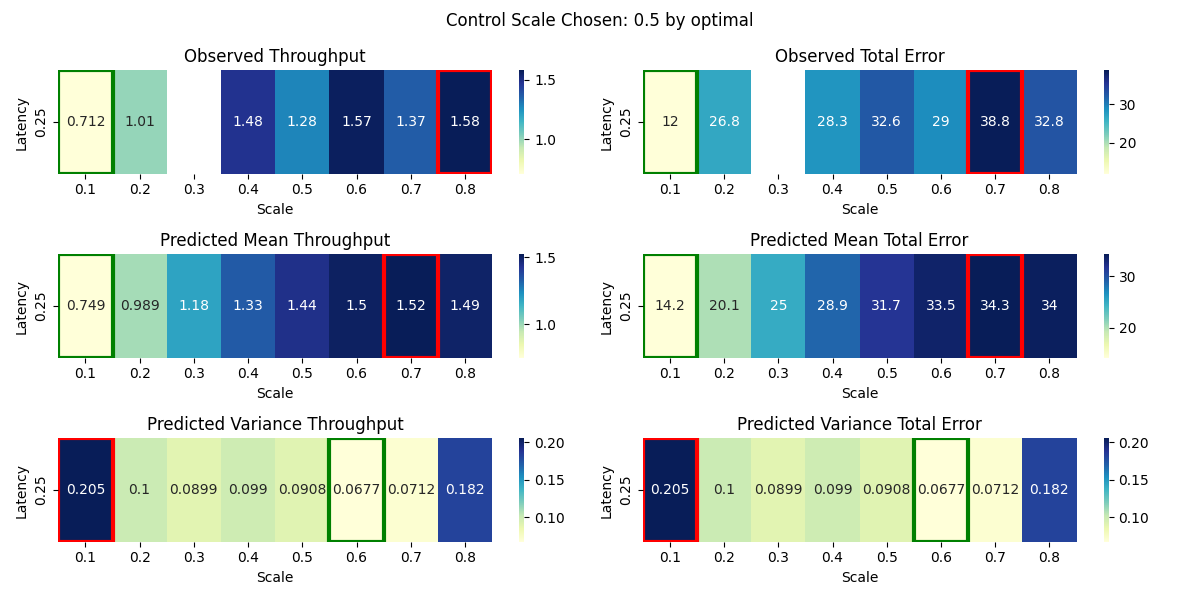 Control Scale Chosen: 0.5 by optimal
Observed Throughput
Latency
0.25
0.712 1.01 1.48 1.28 1.57 1.37 1.58
0.1 0.2 0.3 0.4 0.5 0.6 0.7 0.8
Scale
1.5
1.0
Observed Total Error
Latency
0.25
12 26.8 28.3 32.6 29 38.8 32.8
0.1 0.2 0.3 0.4 0.5 0.6 0.7 0.8
Scale
30
20
Predicted Mean Throughput
Latency
0.25
0.749 0.989 1.18 1.33 1.44 1.5 1.52 1.49
0.1 0.2 0.3 0.4 0.5 0.6 0.7 0.8
Scale
1.5
1.0
Predicted Mean Total Error
Latency
0.25
14.2 20.1 25 28.9 31.7 33.5 34.3 34
0.1 0.2 0.3 0.4 0.5 0.6 0.7 0.8
Scale
30
20
Predicted Variance Throughput
Latency
0.25
0.205 0.1 0.0899 0.099 0.0908 0.0677 0.0712 0.182
0.1 0.2 0.3 0.4 0.5 0.6 0.7 0.8
Scale
0.20
0.15
0.10
Predicted Variance Total Error
Latency
0.25
0.205 0.1 0.0899 0.099 0.0908 0.0677 0.0712 0.182
0.1 0.2 0.3 0.4 0.5 0.6 0.7 0.8
Scale
0.20
0.15
0.10